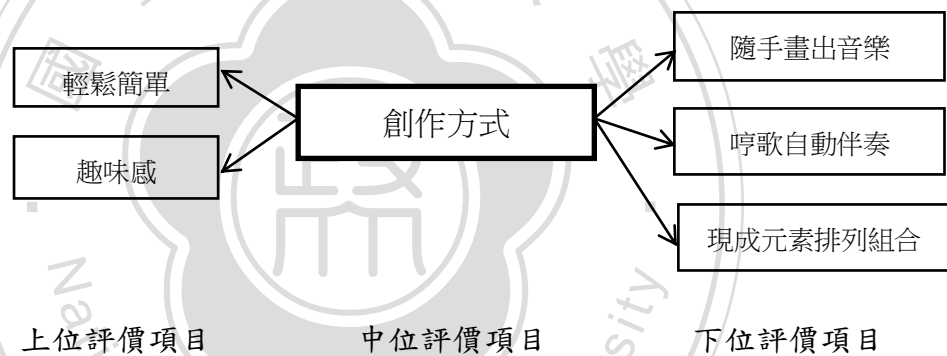 輕鬆簡單
趣味感
創作方式
隨手畫出音樂
哼歌自動伴奏
現成元素排列組合
上位評價項目
中位評價項目
下位評價項目